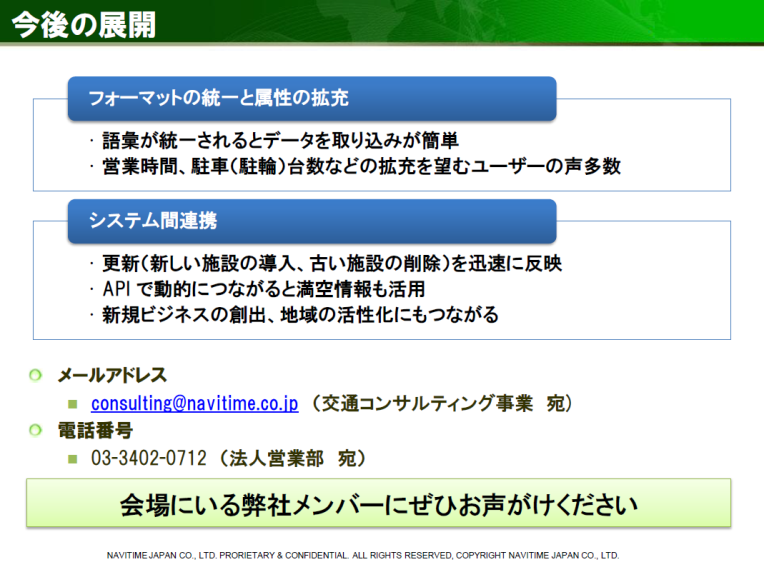 今後の展開
フォーマットの統一と属性の拡充
・語彙が統一されるとデータを取り込みが簡単
・営業時間、駐車（駐輪）台数などの拡充を望むユーザーの声多数
システム間連携
・更新（新しい施設の導入、古い施設の削除）を迅速に反映
・API で動的につながると満空情報も活用
・新規ビジネスの創出、地域の活性化にもつながる
メールアドレス
consulting@navitime.co.jp （交通コンサルティング事業　宛）
電話番号
03-3402-0712 （法人営業部　宛）
会場にいる弊社メンバーにぜひお声がけください
NAVITIME JAPAN CO., LTD. PRORIETARY & CONFIDENTIAL. ALL RIGHTS RESERVED, COPYRIGHT NAVITIME JAPAN CO., LTD.